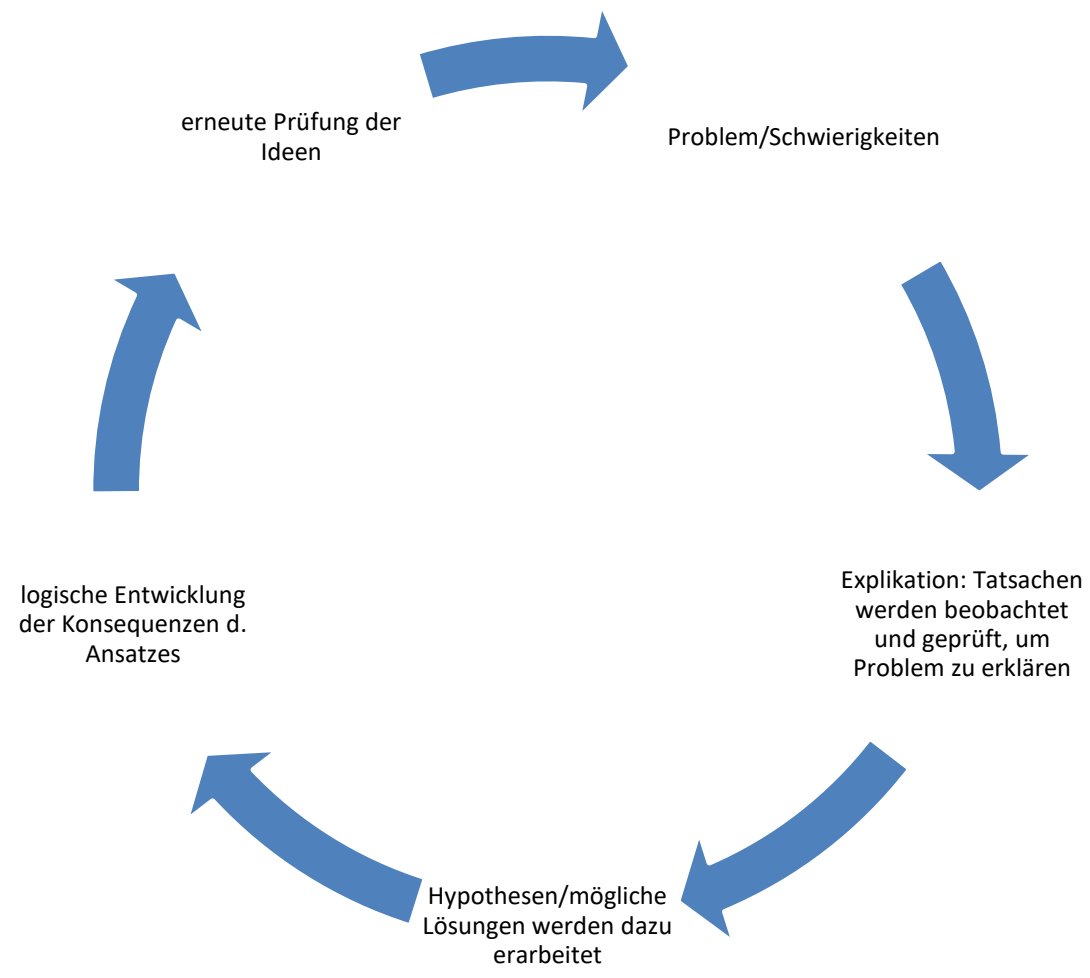 erneute Prüfung der
Ideen
Problem/Schwierigkeiten
Explikation: Tatsachen
werden beobachtet
und geprüft, um
Problem zu erklären
Hypothesen/mögliche
Lösungen werden dazu
erarbeitet
logische Entwicklung
der Konsequenzen d.
Ansatzes